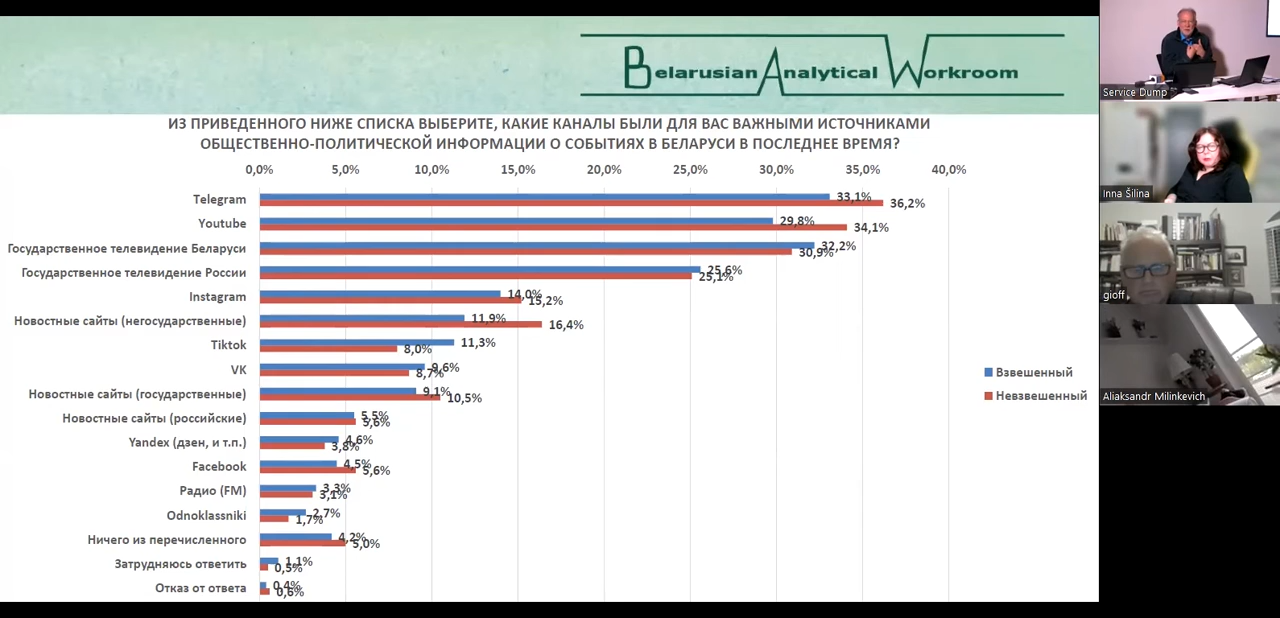 Belarusian Analytical Workroom
ИЗ ПРИВЕДЕННОГО НИЖЕ СПИСКА ВЫБЕРИТЕ, КАКИЕ КАНАЛЫ БЫЛИ ДЛЯ ВАС ВАЖНЫМИ ИСТОЧНИКАМИ
ОБЩЕСТВЕННО-ПОЛИТИЧЕСКОЙ ИНФОРМАЦИИ О СОБЫТИЯХ В БЕЛАРУСИ В ПОСЛЕДНЕЕ ВРЕМЯ?
0,0% 5,0% 10,0% 15,0% 20,0% 25,0% 30,0% 35,0% 40,0%
Telegram 33,1% 36,2%
Youtube 29,8% 34,1%
Государственное телевидение Беларуси 32,2% 30,9%
Государственное телевидение России 25,6% 25,1%
Instagram 14,0% 15,2%
Новостные сайты (негосударственные) 11,9% 16,4%
Tiktok 11,3% 8,0%
VK 9,6% 8,7%
Новостные сайты (государственные) 9,1% 10,5%
Новостные сайты (российские) 5,5% 5,6%
Yandex (дзен, и т.п.) 4,6% 3,8%
Facebook 4,5% 5,6%
Радио (FM) 3,3% 3,1%
Odnoklassniki 2,7% 1,7%
Ничего из перечисленного 4,2% 5,0%
Затрудняюсь ответить 1,1% 0,5%
Отказ от ответа 0,4% 0,6%
Взвешенный
Невзвешенный
Service Dump
Inna Šilina
gioff
Aliaksandr Milinkevich